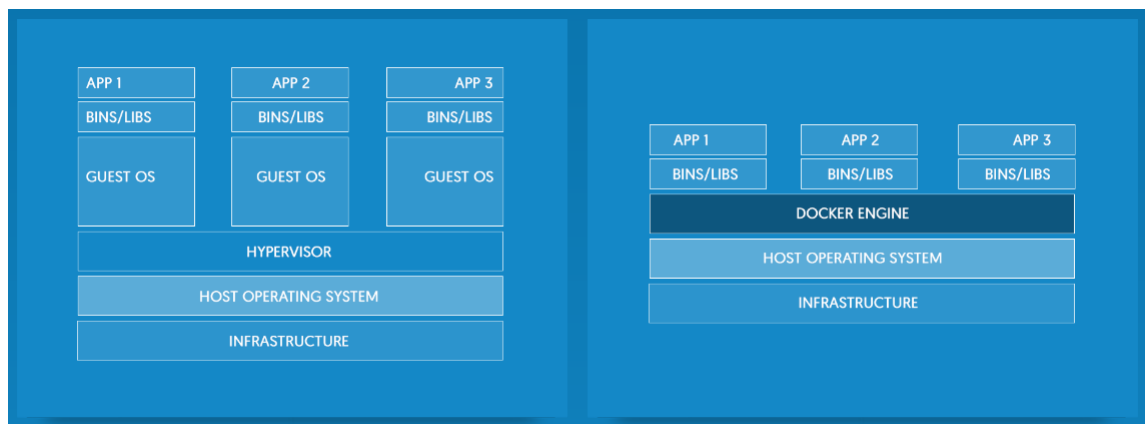 APP 1 APP 2 APP 3
BINS/LIBS BINS/LIBS BINS/LIBS
GUEST OS GUEST OS GUEST OS
HYPERVISOR
HOST OPERATING SYSTEM
INFRASTRUCTURE
APP 1 APP 2 APP 3
BINS/LIBS BINS/LIBS BINS/LIBS
DOCKER ENGINE
HOST OPERATING SYSTEM
INFRASTRUCTURE